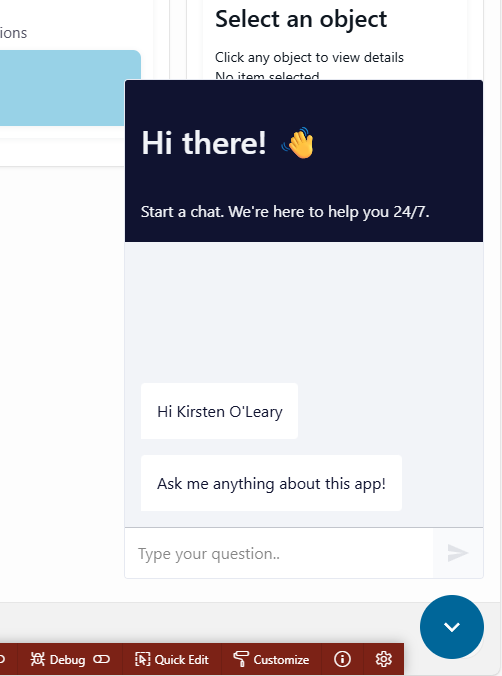 ions
Select an object
Click any object to view details
No item selected
Hi there! 👋
Start a chat. We're here to help you 24/7.
Hi Kirsten O'Leary
Ask me anything about this app!
Type your question..
Debug
Quick Edit
Customize